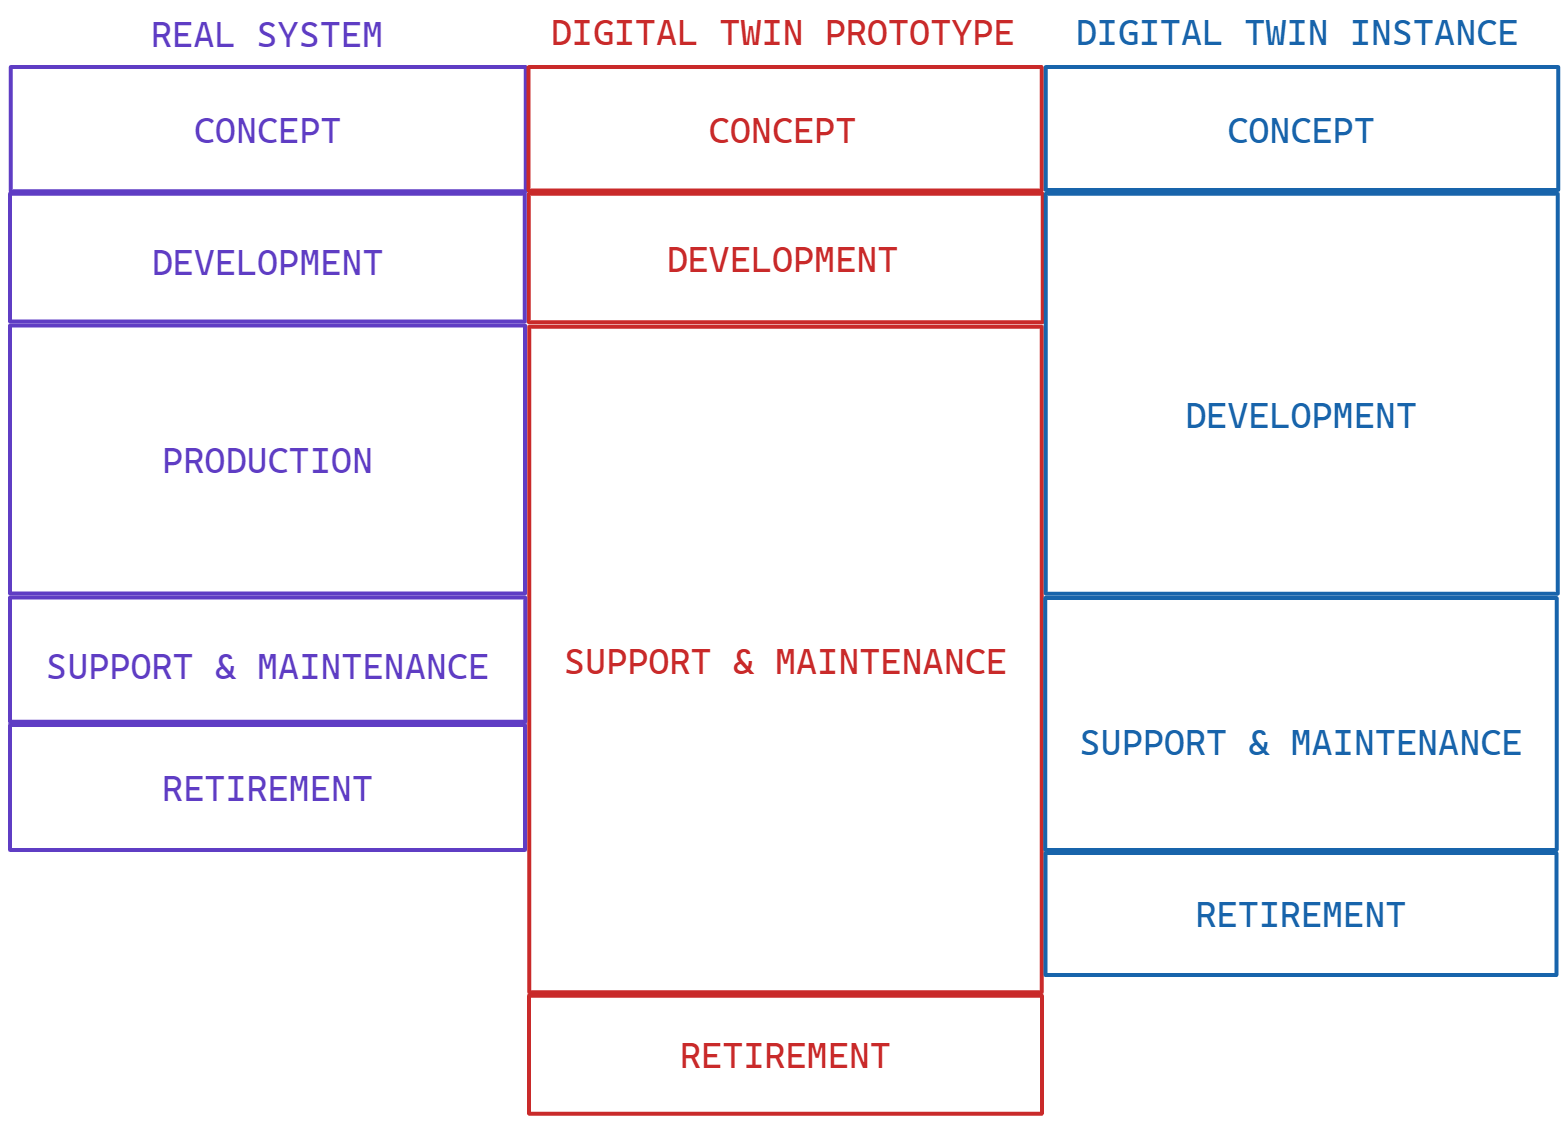 REAL SYSTEM
CONCEPT
DEVELOPMENT
PRODUCTION
SUPPORT & MAINTENANCE
RETIREMENT
DIGITAL TWIN PROTOTYPE
CONCEPT
DEVELOPMENT
SUPPORT & MAINTENANCE
RETIREMENT
DIGITAL TWIN INSTANCE
CONCEPT
DEVELOPMENT
SUPPORT & MAINTENANCE
RETIREMENT